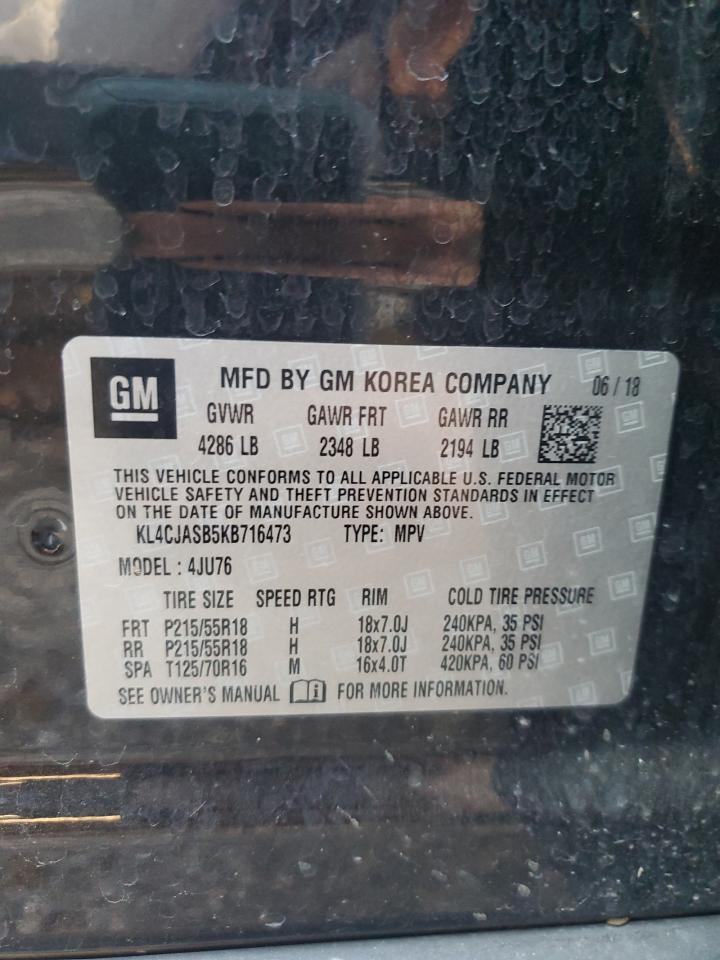 GM MFD BY GM KOREA COMPANY 06 / 18
GVWR GAWR FRT GAWR RR
4286 LB 2348 LB 2194 LB
THIS VEHICLE CONFORMS TO ALL APPLICABLE U.S. FEDERAL MOTOR
VEHICLE SAFETY AND THEFT PREVENTION STANDARDS IN EFFECT
ON THE DATE OF MANUFACTURE SHOWN ABOVE.
KL4CJASB5KB716473 TYPE: MPV
MODEL : 4JU76
TIRE SIZE SPEED RTG RIM COLD TIRE PRESSURE
FRT P215/55R18 H 18x7.0J 240KPA, 35 PSI
RR P215/55R18 H 18x7.0J 240KPA, 35 PSI
SPA T125/70R16 M 16x4.0T 420KPA, 60 PSI
SEE OWNER'S MANUAL i FOR MORE INFORMATION.